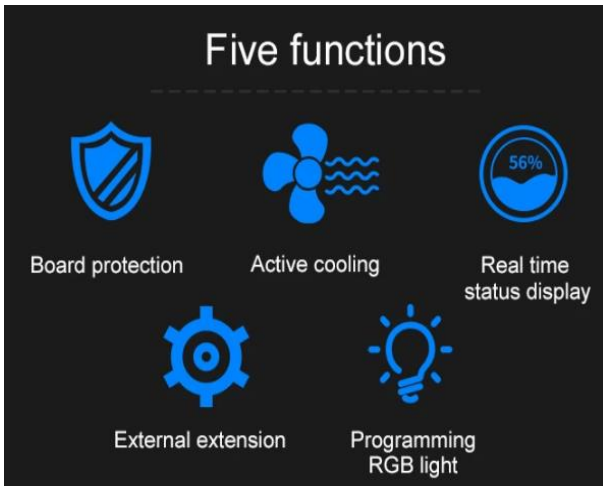 Five functions
56%
Board protection
Active cooling
Real time
status display
External extension
Programming
RGB light